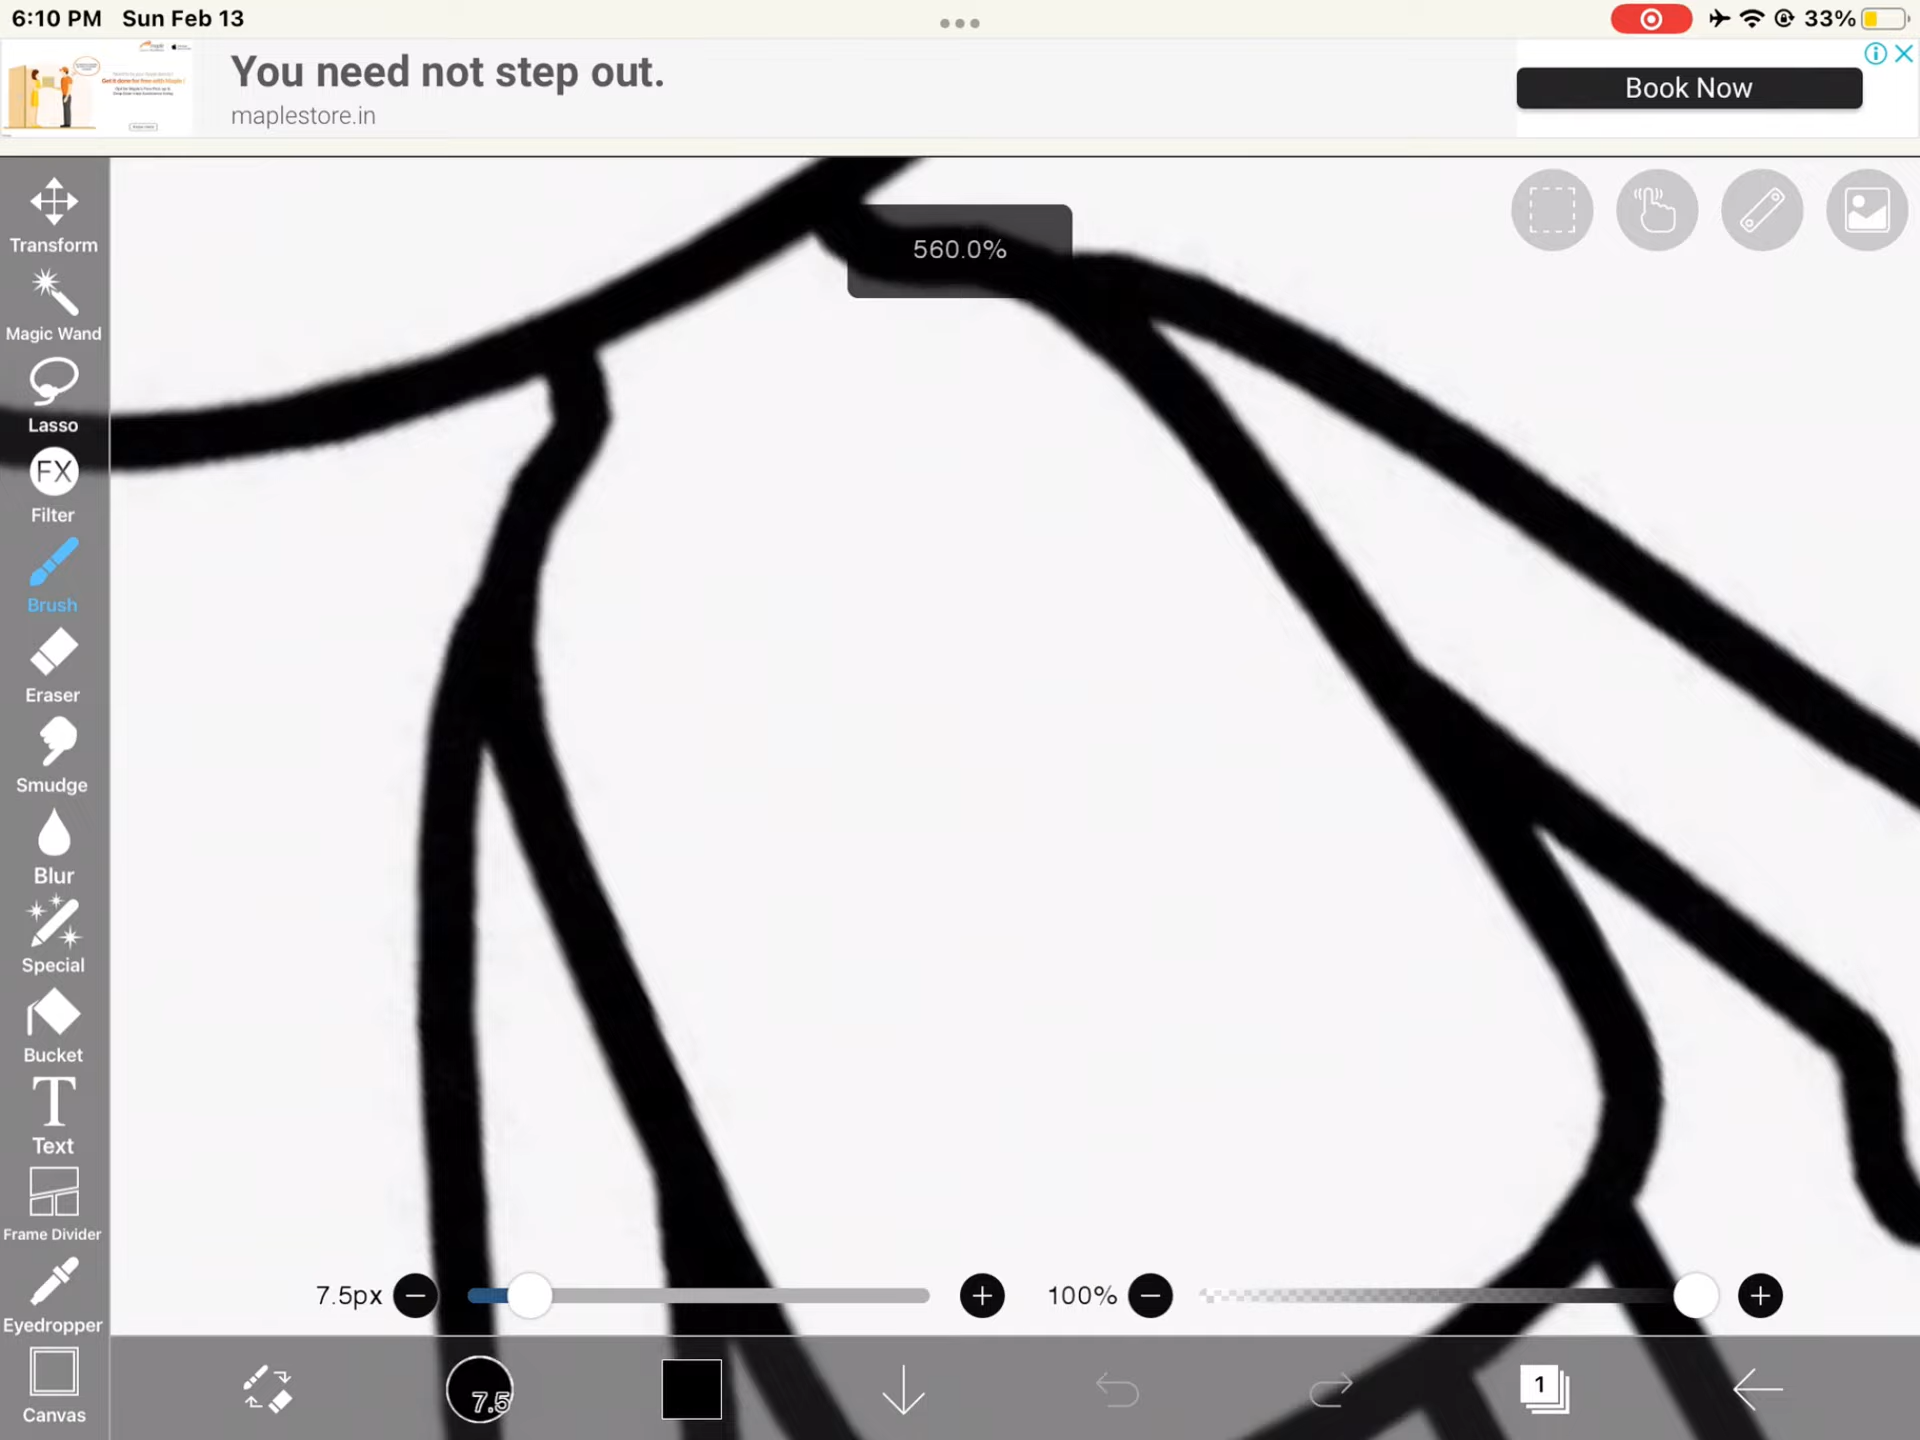 6:10 PM Sun Feb 13
33%
You need not step out.
maplestore.in
Book Now
560.0%
Transform
Magic Wand
Lasso
FX
Filter
Brush
Eraser
Smudge
Blur
Special
Bucket
T
Text
Frame Divider
Eyedropper
Canvas
7.5px
100%
7.5
1